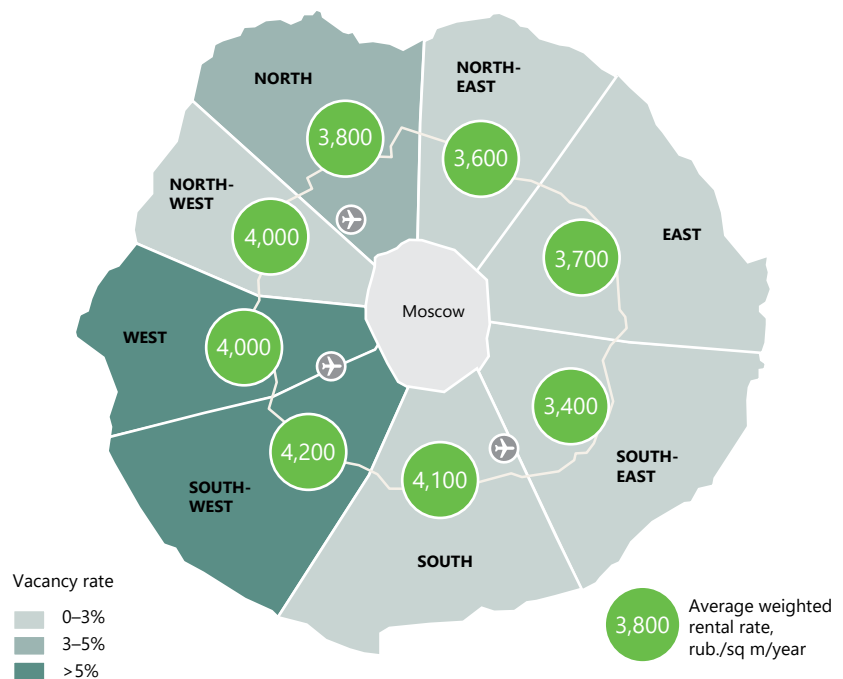 NORTH
NORTH-
EAST
3,800
3,600
NORTH-
WEST
4,000
EAST
3,700
Moscow
WEST
4,000
3,400
4,200
4,100
SOUTH-
EAST
SOUTH-
WEST
SOUTH
Vacancy rate
0–3%
3–5%
>5%
3,800
Average weighted
rental rate,
rub./sq m/year